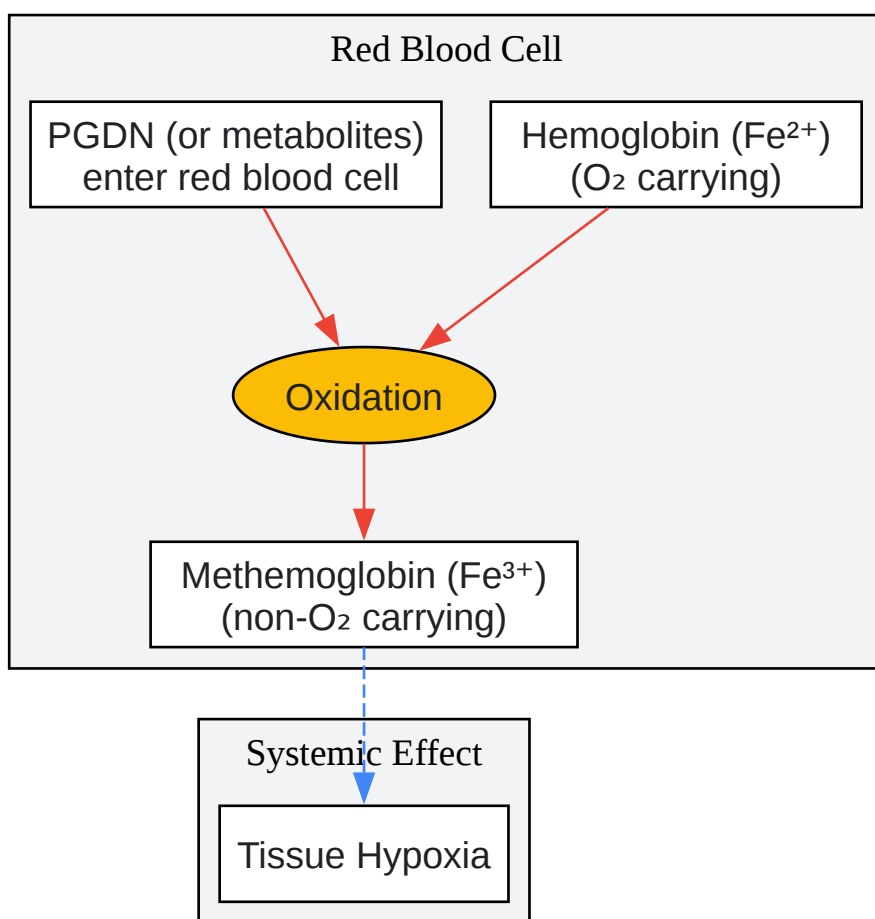 Red Blood Cell
PGDN (or metabolites)
enter red blood cell
Hemoglobin (Fe²⁺)
(O₂ carrying)
Oxidation
Methemoglobin (Fe³⁺)
(non-O₂ carrying)
Systemic Effect
Tissue Hypoxia